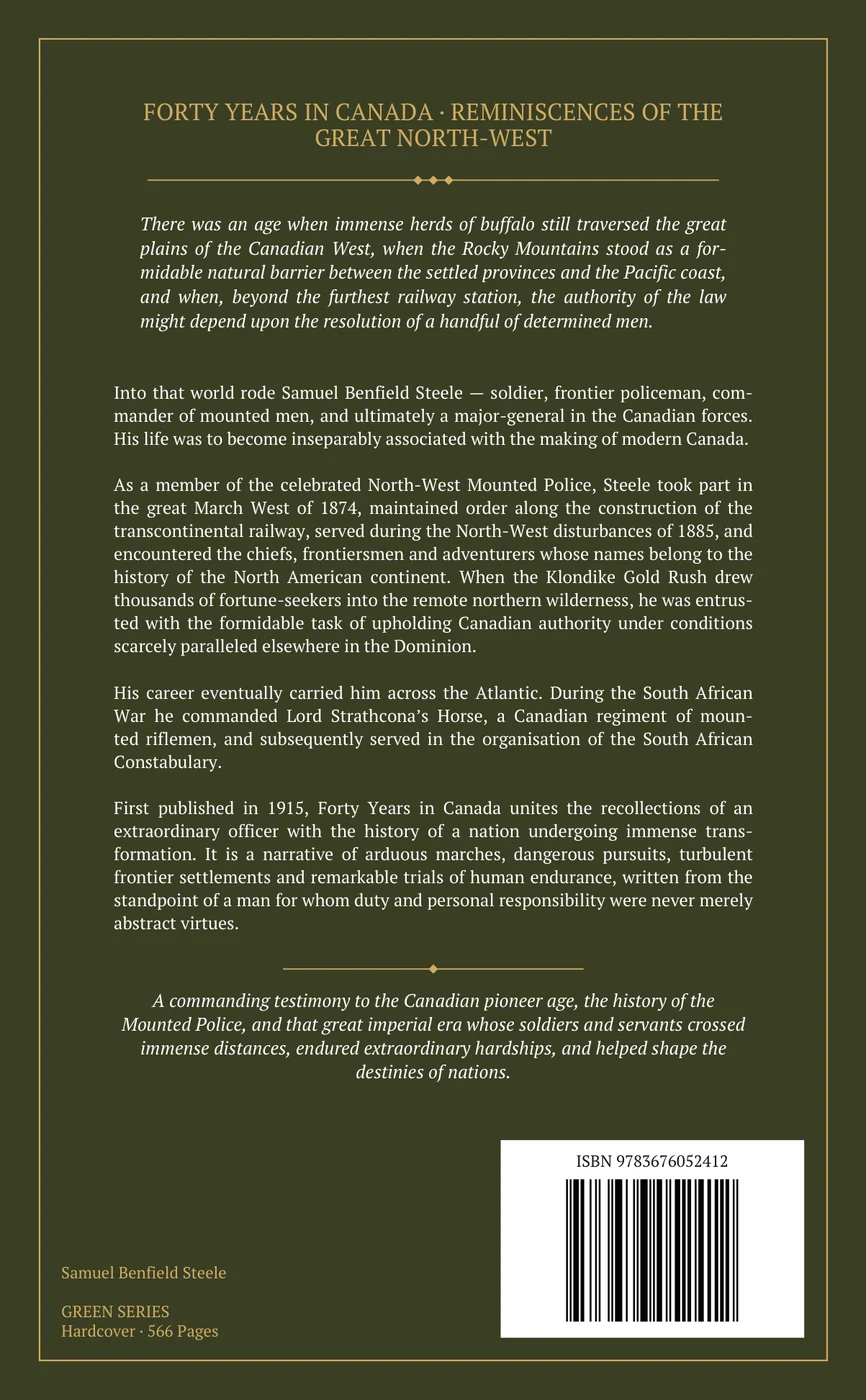 FORTY YEARS IN CANADA · REMINISCENCES OF THE
GREAT NORTH-WEST
There was an age when immense herds of buffalo still traversed the great
plains of the Canadian West, when the Rocky Mountains stood as a for-
midable natural barrier between the settled provinces and the Pacific coast,
and when, beyond the furthest railway station, the authority of the law
might depend upon the resolution of a handful of determined men.
Into that world rode Samuel Benfield Steele — soldier, frontier policeman, com-
mander of mounted men, and ultimately a major-general in the Canadian forces.
His life was to become inseparably associated with the making of modern Canada.
As a member of the celebrated North-West Mounted Police, Steele took part in
the great March West of 1874, maintained order along the construction of the
transcontinental railway, served during the North-West disturbances of 1885, and
encountered the chiefs, frontiersmen and adventurers whose names belong to the
history of the North American continent. When the Klondike Gold Rush drew
thousands of fortune-seekers into the remote northern wilderness, he was entrus-
ted with the formidable task of upholding Canadian authority under conditions
scarcely paralleled elsewhere in the Dominion.
His career eventually carried him across the Atlantic. During the South African
War he commanded Lord Strathcona’s Horse, a Canadian regiment of moun-
ted riflemen, and subsequently served in the organisation of the South African
Constabulary.
First published in 1915, Forty Years in Canada unites the recollections of an
extraordinary officer with the history of a nation undergoing immense trans-
formation. It is a narrative of arduous marches, dangerous pursuits, turbulent
frontier settlements and remarkable trials of human endurance, written from the
standpoint of a man for whom duty and personal responsibility were never merely
abstract virtues.
A commanding testimony to the Canadian pioneer age, the history of the
Mounted Police, and that great imperial era whose soldiers and servants crossed
immense distances, endured extraordinary hardships, and helped shape the
destinies of nations.
ISBN 9783676052412
Samuel Benfield Steele
GREEN SERIES
Hardcover · 566 Pages